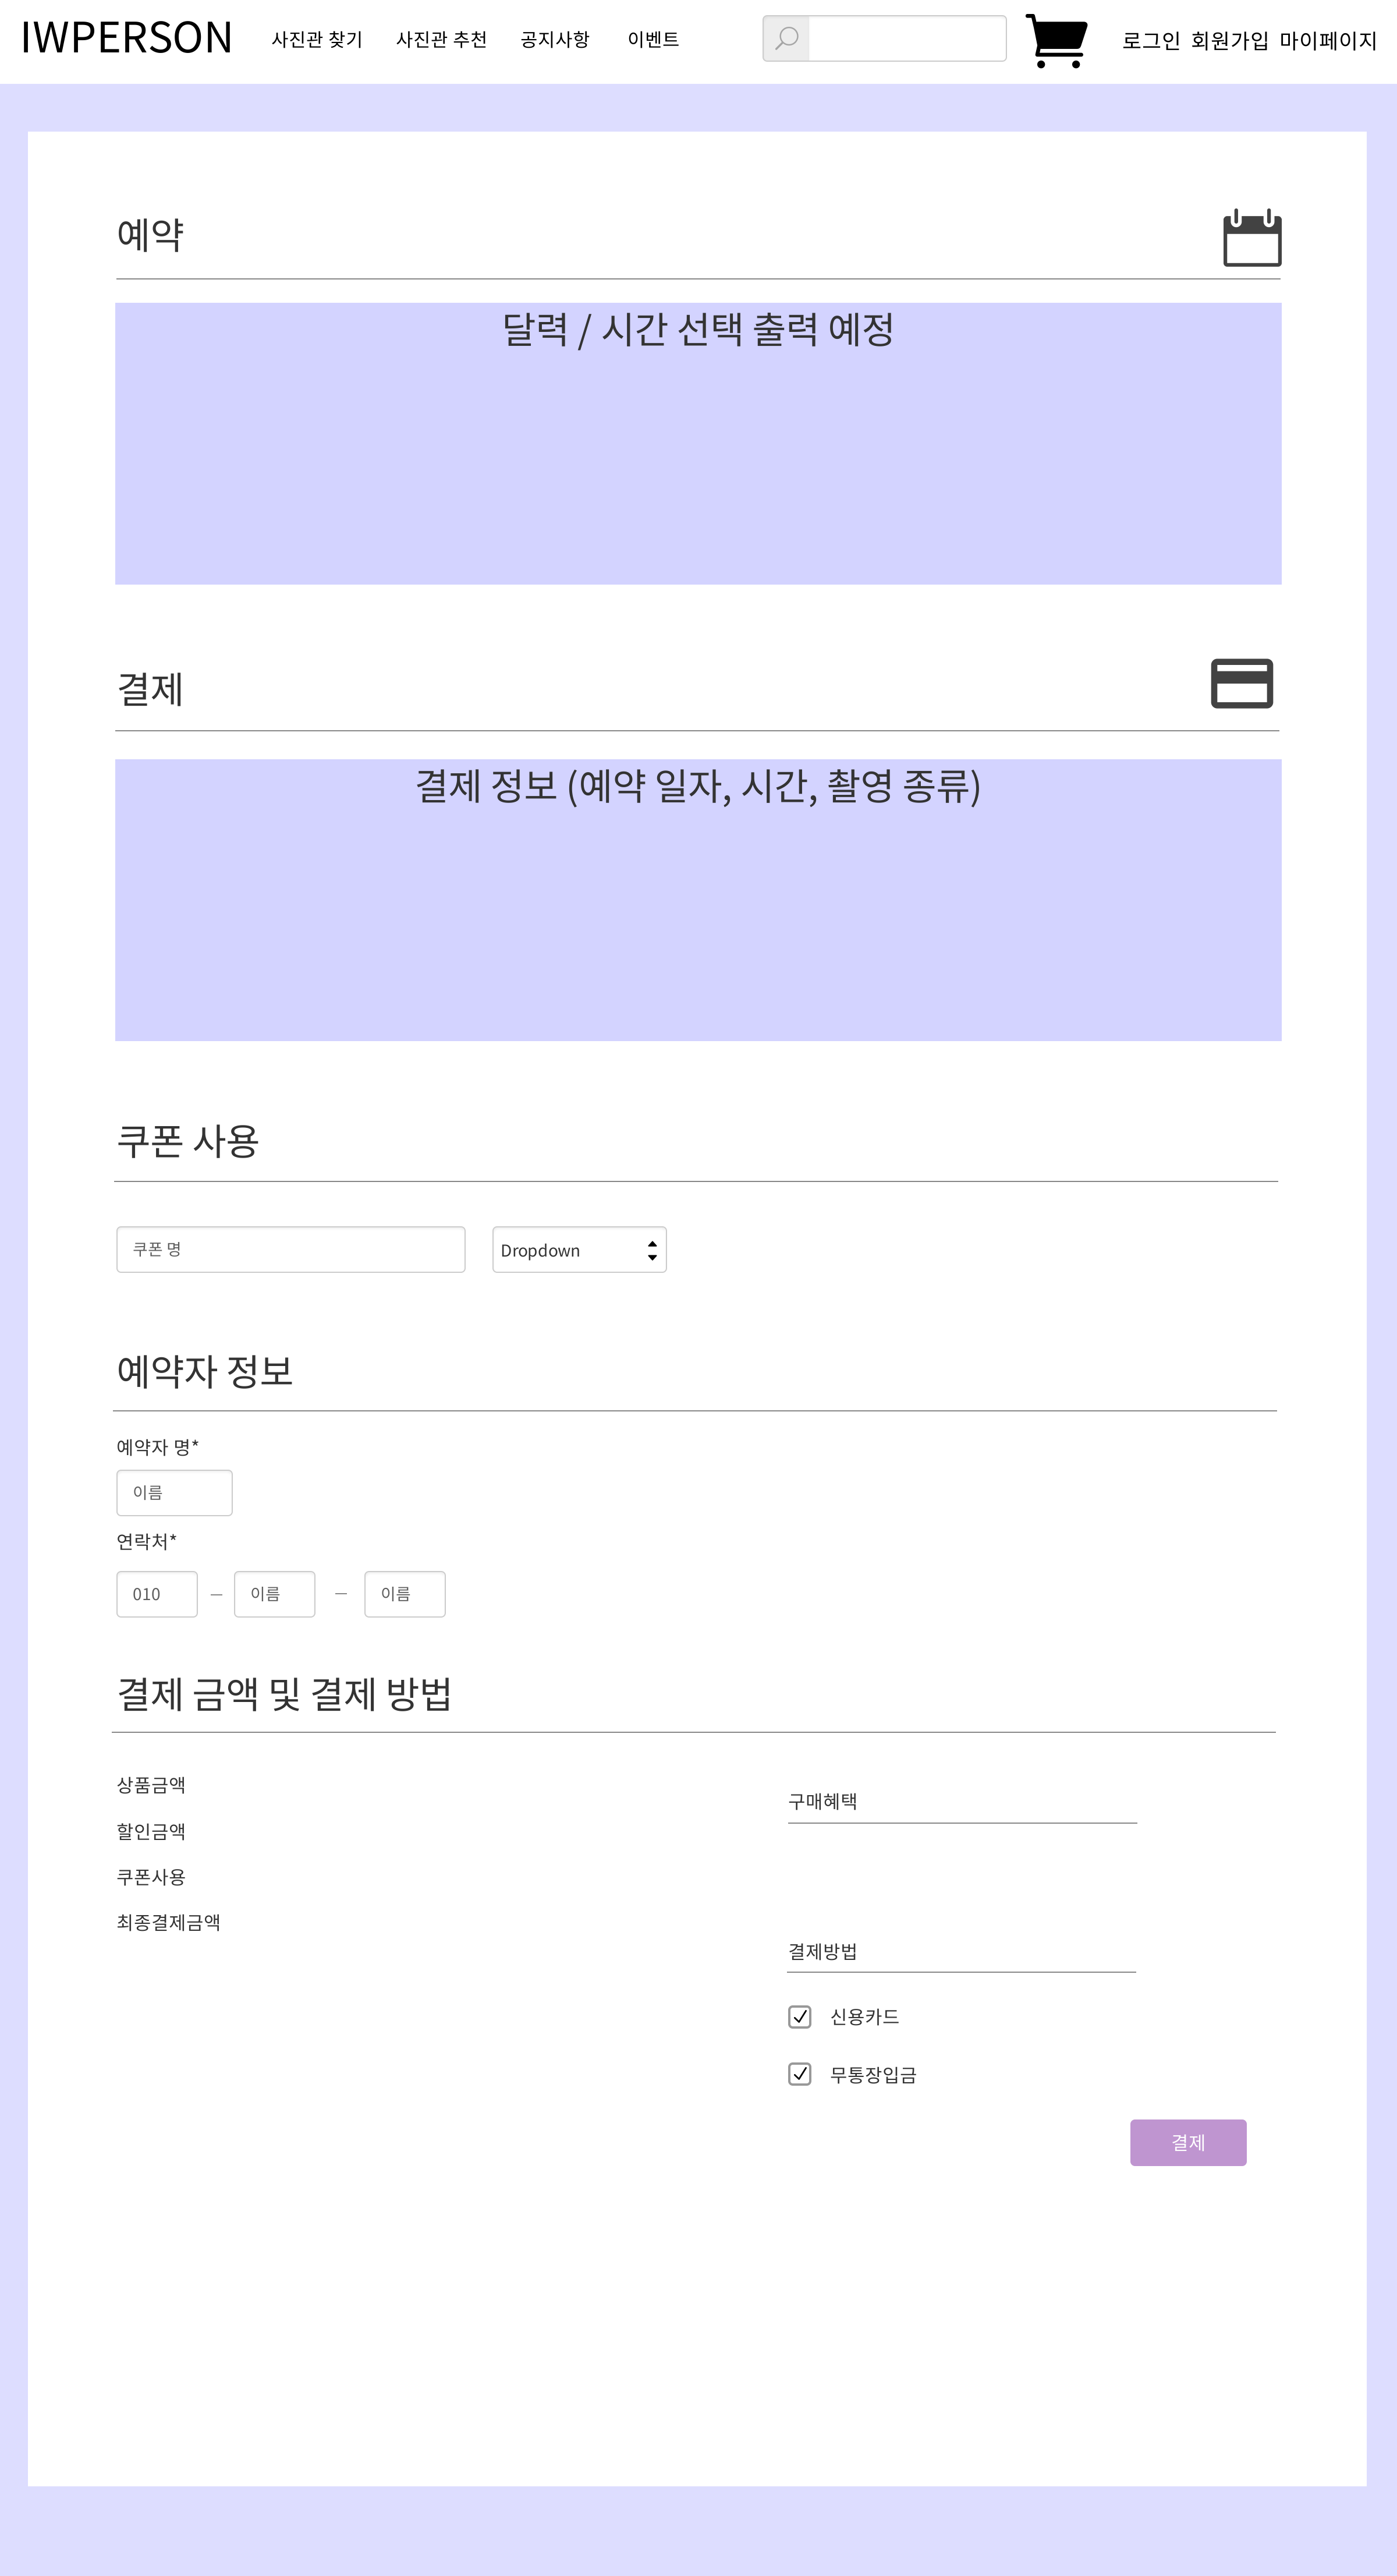 IWPERSON 사진관 찾기 사진관 추천 공지사항 이벤트 로그인 회원가입 마이페이지
예약
달력 / 시간 선택 출력 예정
결제
결제 정보 (예약 일자, 시간, 촬영 종류)
쿠폰 사용
쿠폰 명 Dropdown
예약자 정보
예약자 명*
이름
연락처*
010 – 이름 – 이름
결제 금액 및 결제 방법
상품금액
할인금액
쿠폰사용
최종결제금액
구매혜택
결제방법
신용카드
무통장입금
결제